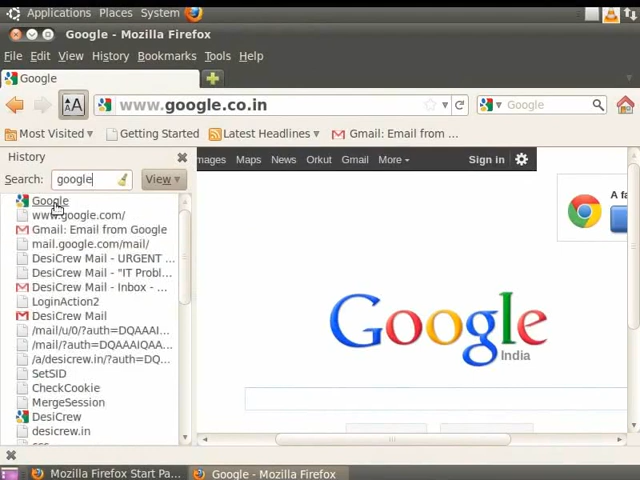 Applications Places System
Google - Mozilla Firefox
File Edit View History Bookmarks Tools Help
Google
www.google.co.in Google
Most Visited Getting Started Latest Headlines Gmail: Email from ...
History
Search: google View
Google
www.google.com/
Gmail: Email from Google
mail.google.com/mail/
DesiCrew Mail - URGENT ...
DesiCrew Mail - "IT Probl...
DesiCrew Mail - Inbox - ...
LoginAction2
DesiCrew Mail
/mail/u/0/?auth=DQAAAI...
/mail/?auth=DQAAAIQAA...
/a/desicrew.in/?auth=DQ...
SetSID
CheckCookie
MergeSession
DesiCrew
desicrew.in
mages Maps News Orkut Gmail More Sign in
A fa
Google
India
Mozilla Firefox Start Pa... Google - Mozilla Firefox